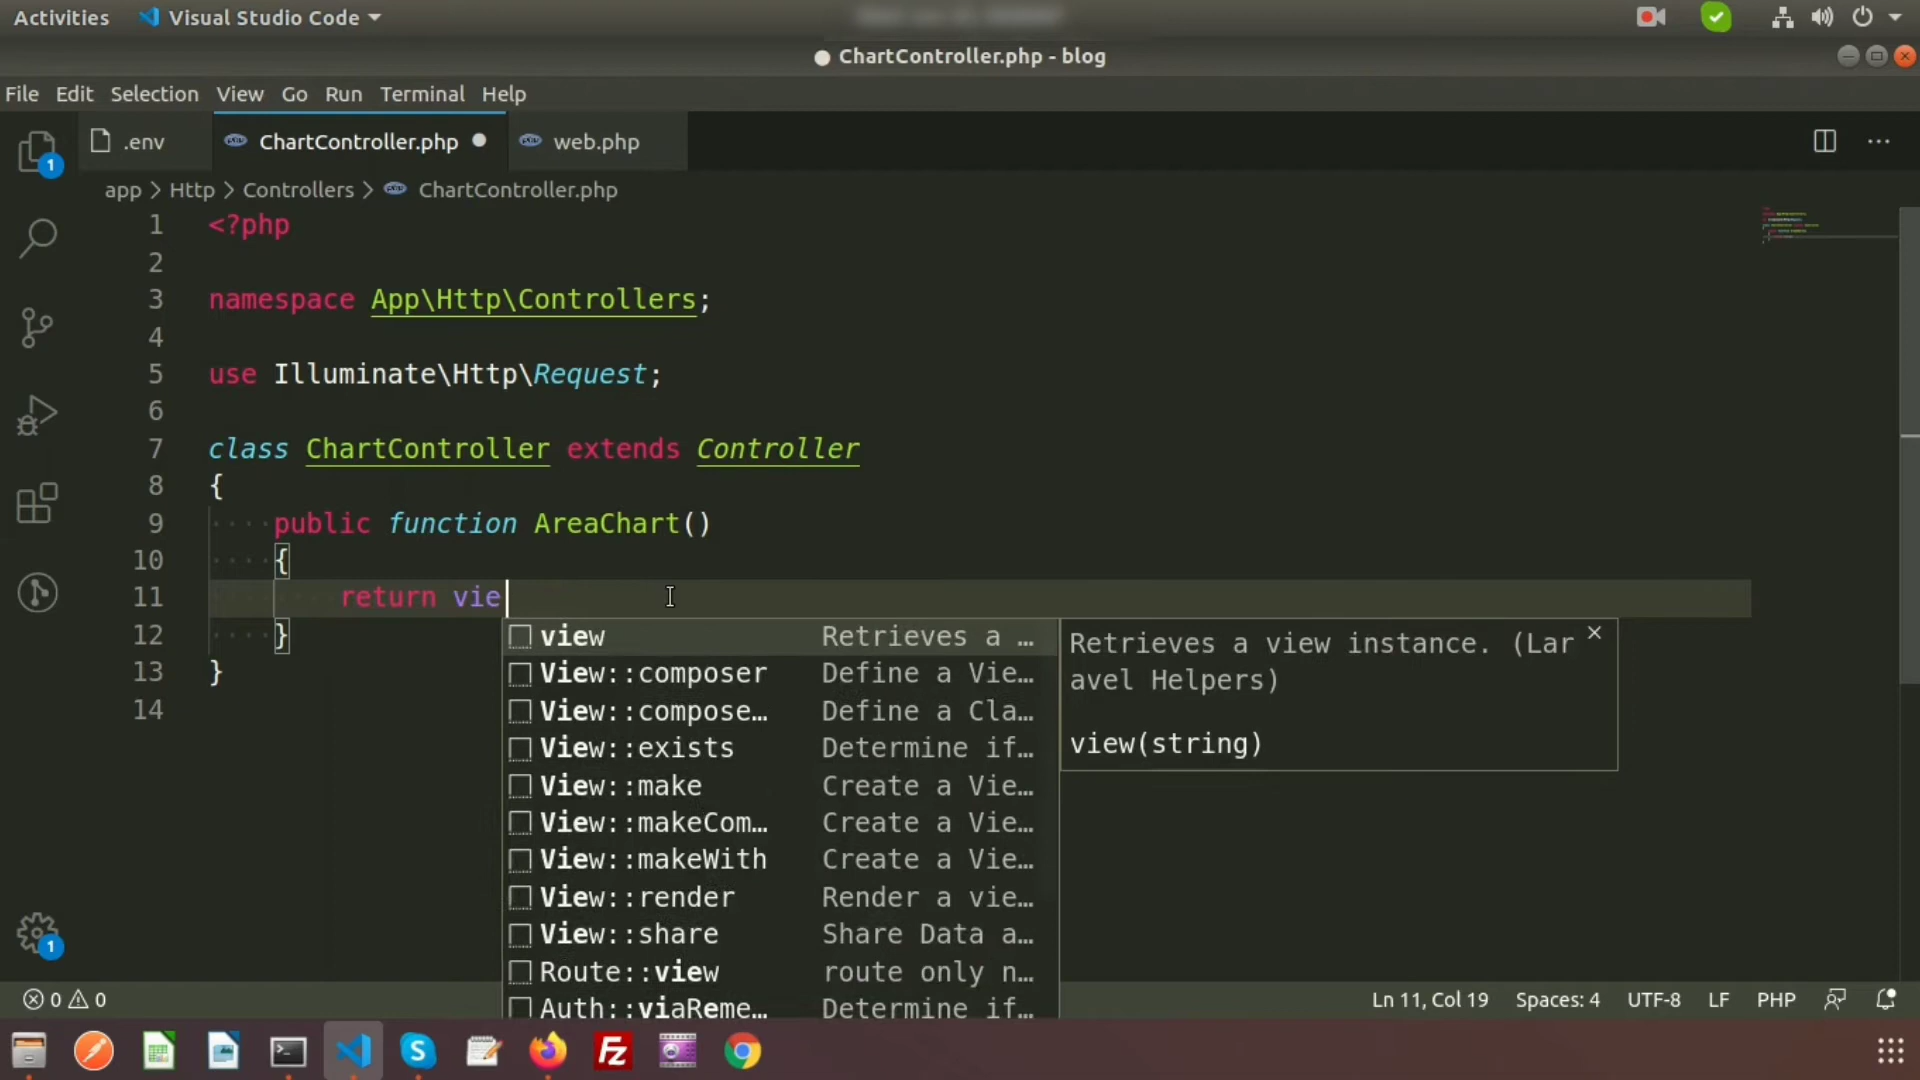 Activities Visual Studio Code
ChartController.php - blog
File Edit Selection View Go Run Terminal Help
.env ChartController.php web.php
1
app > Http > Controllers > ChartController.php
1 <?php
2
3 namespace App\Http\Controllers;
4
5 use Illuminate\Http\Request;
6
7 class ChartController extends Controller
8 {
9 public function AreaChart()
10 {
11 return vie
12 }
13 }
14
view Retrieves a …
View::composer Define a Vie…
View::compose… Define a Cla…
View::exists Determine if…
View::make Create a Vie…
View::makeCom… Create a Vie…
View::makeWith Create a Vie…
View::render Render a vie…
View::share Share Data a…
Route::view route only n…
Auth::viaReme… Determine if…
Retrieves a view instance. (Lar
avel Helpers)
view(string)
1
0 0 Ln 11, Col 19 Spaces: 4 UTF-8 LF PHP
S Fz